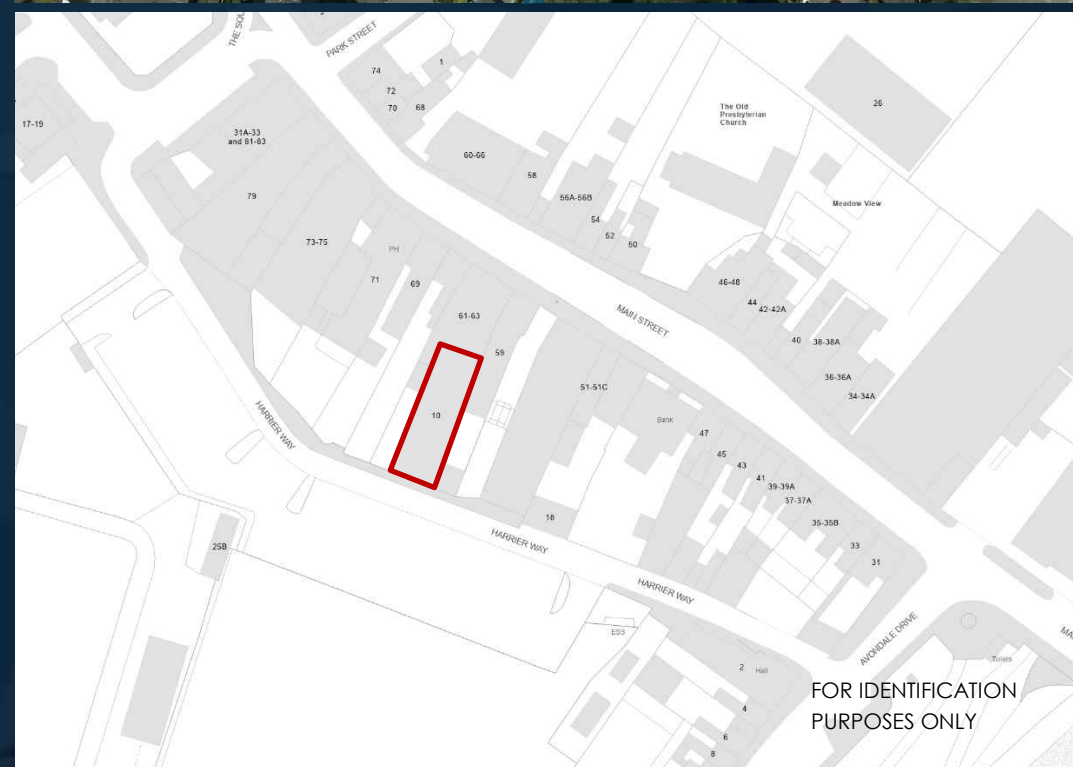 THE SQU
PARK STREET
74
1
72
70
68
17-19
31A-33
and 81-83
60-66
58
56A-56B
54
52
50
The Old
Presbyterian
Church
26
Meadow View
79
73-75
PH
71
69
61-63
59
MAIN STREET
46-48
44
42-42A
40
38-38A
36-36A
34-34A
10
51-51C
Bank
47
45
43
41
39-39A
37-37A
35-35B
33
31
HARRIER WAY
18
HARRIER WAY
25B
HARRIER WAY
ESS
AVONDALE DRIVE
MA
Toilets
2
Hall
4
6
8
FOR IDENTIFICATION
PURPOSES ONLY